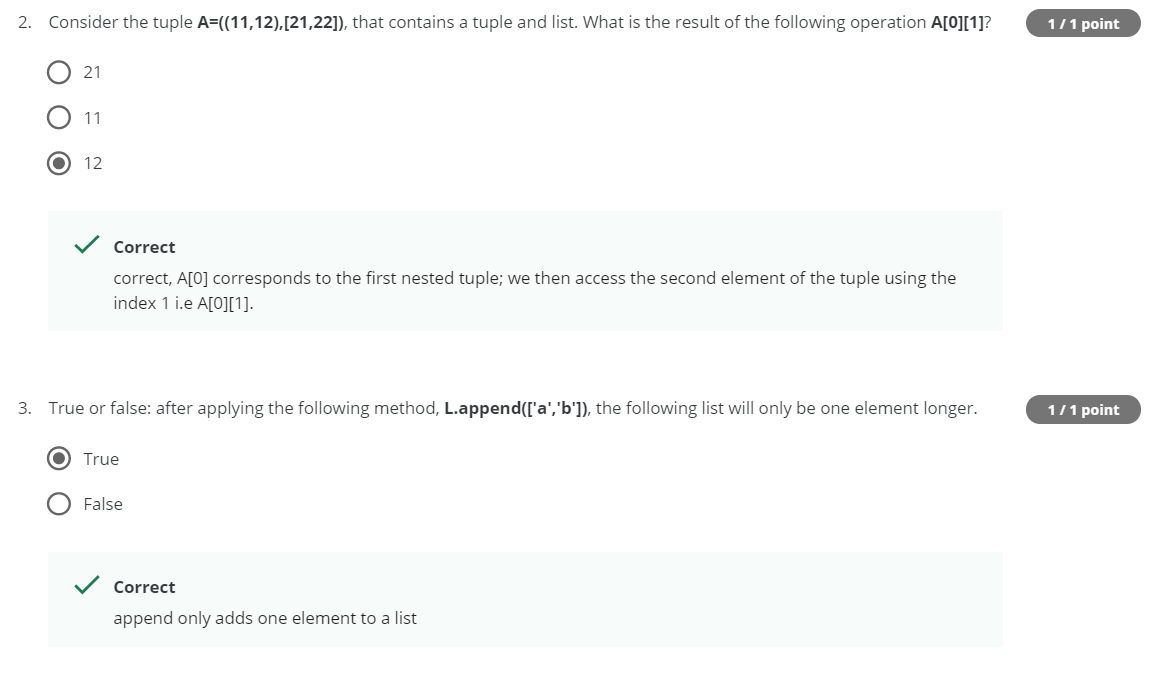 2. Consider the tuple A=((11,12),[21,22]), that contains a tuple and list. What is the result of the following operation A[0][1]? 1 / 1 point
21
11
12
Correct
correct, A[0] corresponds to the first nested tuple; we then access the second element of the tuple using the
index 1 i.e A[0][1].
3. True or false: after applying the following method, L.append(['a','b']), the following list will only be one element longer. 1 / 1 point
True
False
Correct
append only adds one element to a list